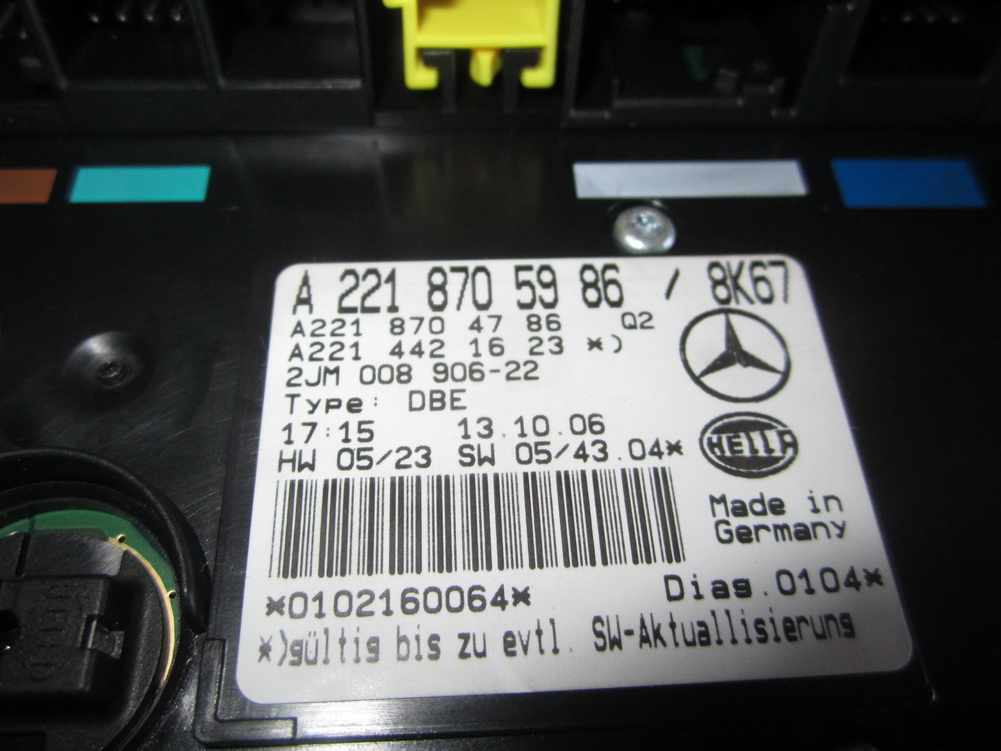 A 221 870 59 86 / 8K67
A221 870 47 86 Q2
A221 442 16 23 *)
2JM 008 906-22
Type: DBE
17:15 13.10.06
HW 05/23 SW 05/43.04*
HELLA
Made in
Germany
*0102160064* Diag.0104*
*)gültig bis zu evtl. SW-Aktuallisierung